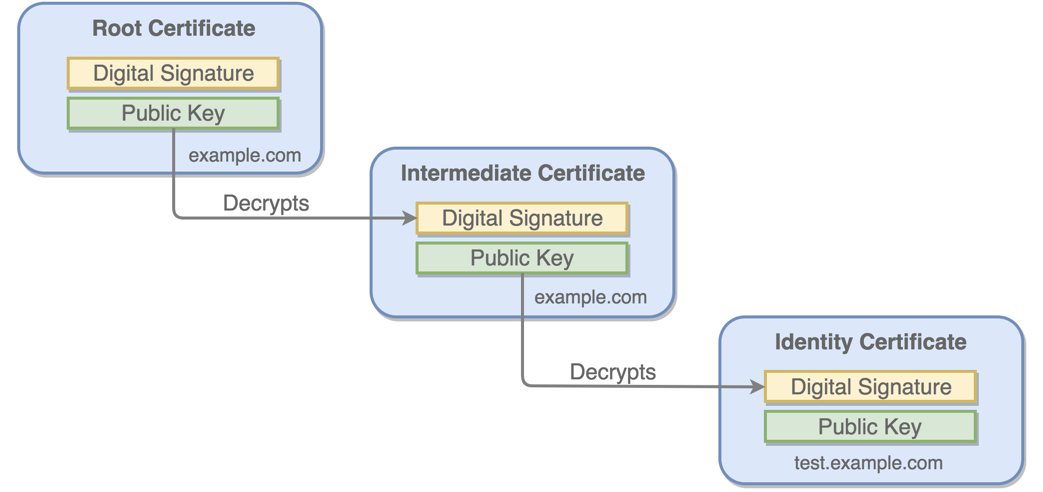 Root Certificate
Digital Signature
Public Key
example.com
Decrypts
Intermediate Certificate
Digital Signature
Public Key
example.com
Decrypts
Identity Certificate
Digital Signature
Public Key
test.example.com